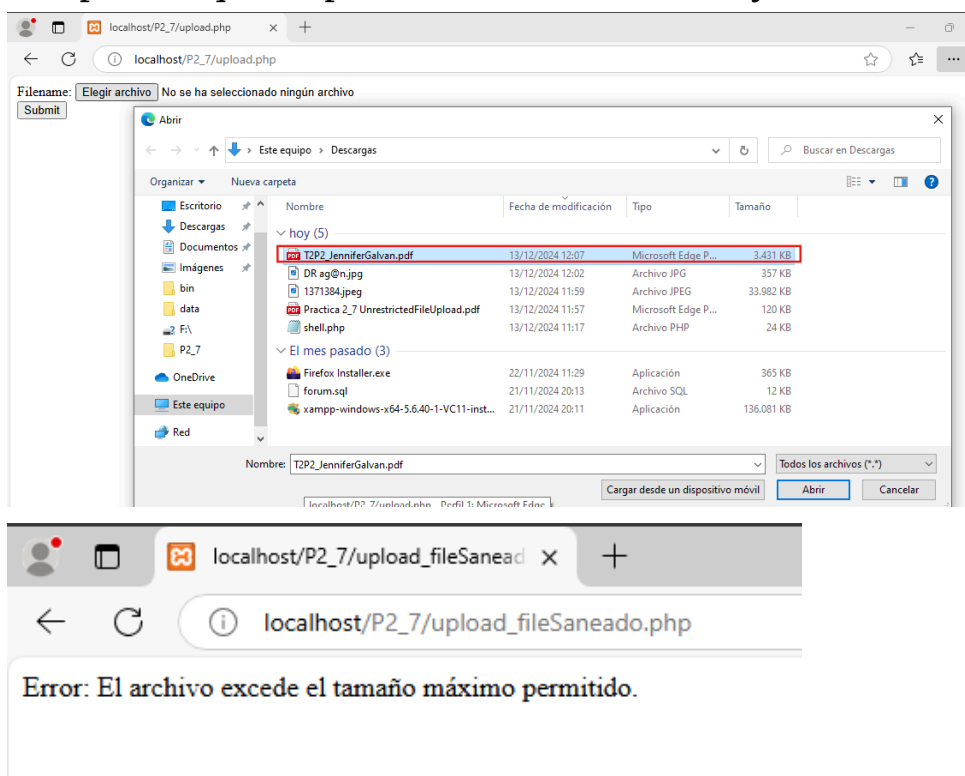 localhost/P2_7/upload.php
localhost/P2_7/upload.php
Filename: Elegir archivo No se ha seleccionado ningún archivo
Submit
Abrir
Este equipo > Descargas
Buscar en Descargas
Organizar Nueva carpeta
Escritorio
Descargas
Documentos
Imágenes
bin
data
F:\
P2_7
OneDrive
Este equipo
Red
Nombre Fecha de modificación Tipo Tamaño
hoy (5)
T2P2_JenniferGalvan.pdf 13/12/2024 12:07 Microsoft Edge P... 3.431 KB
DR ag@n.jpg 13/12/2024 12:02 Archivo JPG 357 KB
1371384.jpeg 13/12/2024 11:59 Archivo JPEG 33.982 KB
Practica 2_7 UnrestrictedFileUpload.pdf 13/12/2024 11:57 Microsoft Edge P... 120 KB
shell.php 13/12/2024 11:17 Archivo PHP 24 KB
El mes pasado (3)
Firefox Installer.exe 22/11/2024 11:29 Aplicación 365 KB
forum.sql 21/11/2024 20:13 Archivo SQL 12 KB
xampp-windows-x64-5.6.40-1-VC11-inst... 21/11/2024 20:11 Aplicación 136.081 KB
Nombre: T2P2_JenniferGalvan.pdf Todos los archivos (*.*)
Cargar desde un dispositivo móvil Abrir Cancelar
localhost/P2_7/upload_fileSanead
localhost/P2_7/upload_fileSaneado.php
Error: El archivo excede el tamaño máximo permitido.